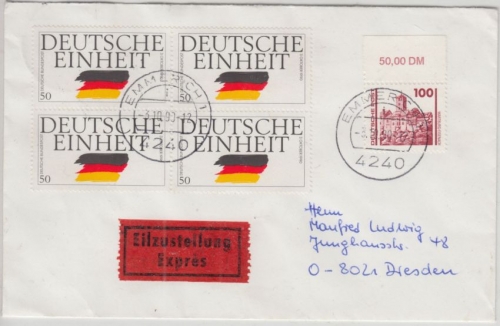 DEUTSCHE
EINHEIT
50
DEUTSCHE
EINHEIT
50
50,00 DM
100
EMMERICH 1
4240
EMMERICH
4240
DEUTSCHE
EINHEIT
50
DEUTSCHE
EINHEIT
50
Eilzustellung
Exprès
Herrn
Manfred Ludwig
Junghansstr. 48
O-8021 Dresden